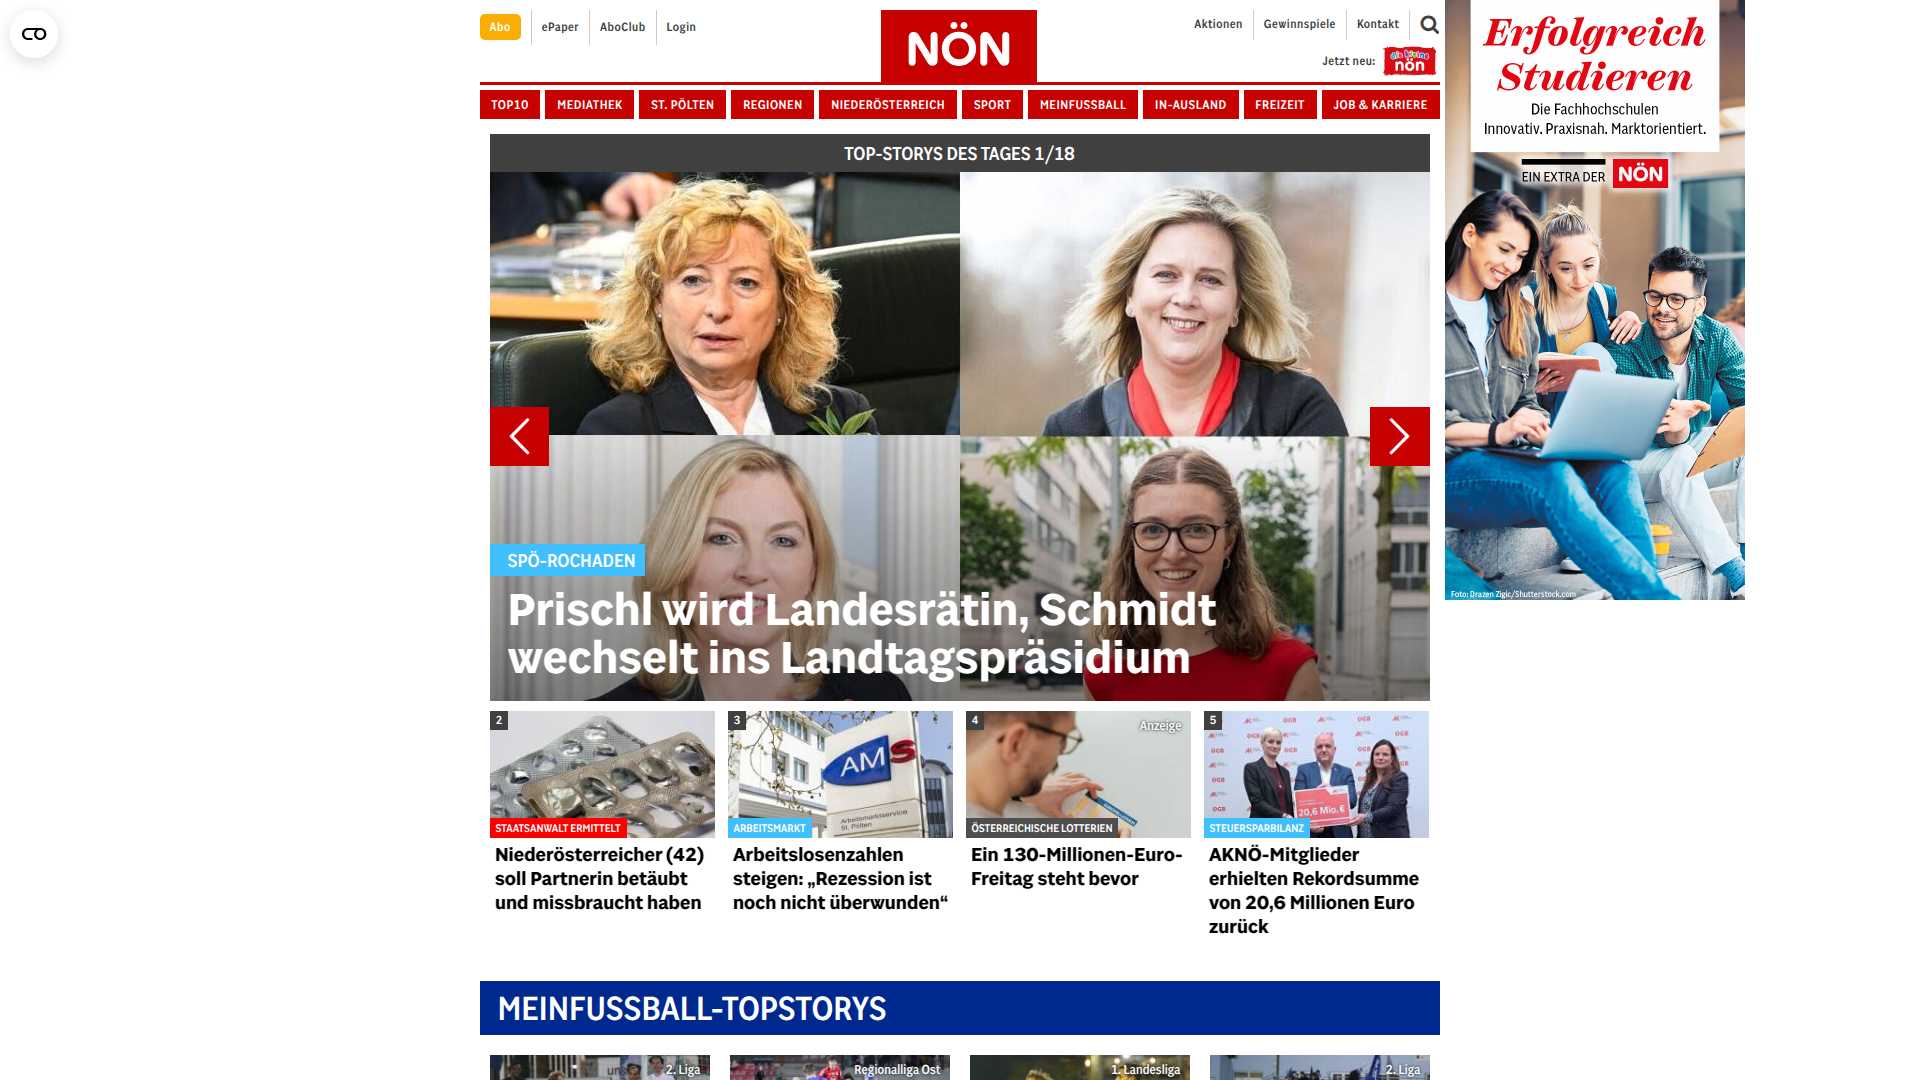 Abo
ePaper
AboClub
Login
NÖN
Aktionen
Gewinnspiele
Kontakt
Jetzt neu:
die kleine
nön
TOP10
MEDIATHEK
ST. PÖLTEN
REGIONEN
NIEDERÖSTERREICH
SPORT
MEINFUSSBALL
IN-AUSLAND
FREIZEIT
JOB & KARRIERE
TOP-STORYS DES TAGES 1/18
SPÖ-ROCHADEN
Prischl wird Landesrätin, Schmidt
wechselt ins Landtagspräsidium
2
STAATSANWALT ERMITTELT
Niederösterreicher (42)
soll Partnerin betäubt
und missbraucht haben
3
AMS
Arbeitsmarktservice
St. Pölten
ARBEITSMARKT
Arbeitslosenzahlen
steigen: „Rezession ist
noch nicht überwunden“
4
Anzeige
ÖSTERREICHISCHE LOTTERIEN
Ein 130-Millionen-Euro-
Freitag steht bevor
5
ÖGB
20,6 Mio. €
STEUERSPARBILANZ
AKNÖ-Mitglieder
erhielten Rekordsumme
von 20,6 Millionen Euro
zurück
MEINFUSSBALL-TOPSTORYS
2. Liga
Regionalliga Ost
1. Landesliga
2. Liga
Erfolgreich
Studieren
Die Fachhochschulen
Innovativ. Praxisnah. Marktorientiert.
EIN EXTRA DER
NÖN
Foto: Drazen Zigic/Shutterstock.com